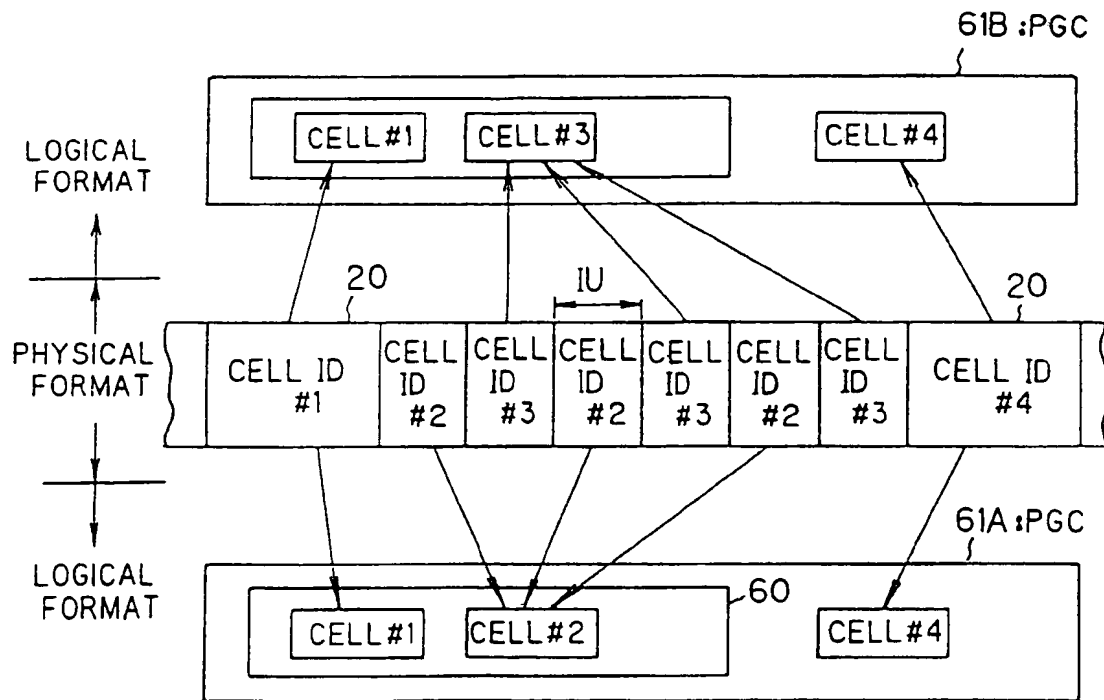 61B :PGC
CELL#1
CELL#3
CELL#4
LOGICAL
FORMAT
20
IU
20
PHYSICAL
FORMAT
CELL ID
#1
CELL
ID
#2
CELL
ID
#3
CELL
ID
#2
CELL
ID
#3
CELL
ID
#2
CELL
ID
#3
CELL ID
#4
61A :PGC
LOGICAL
FORMAT
60
CELL#1
CELL#2
CELL#4